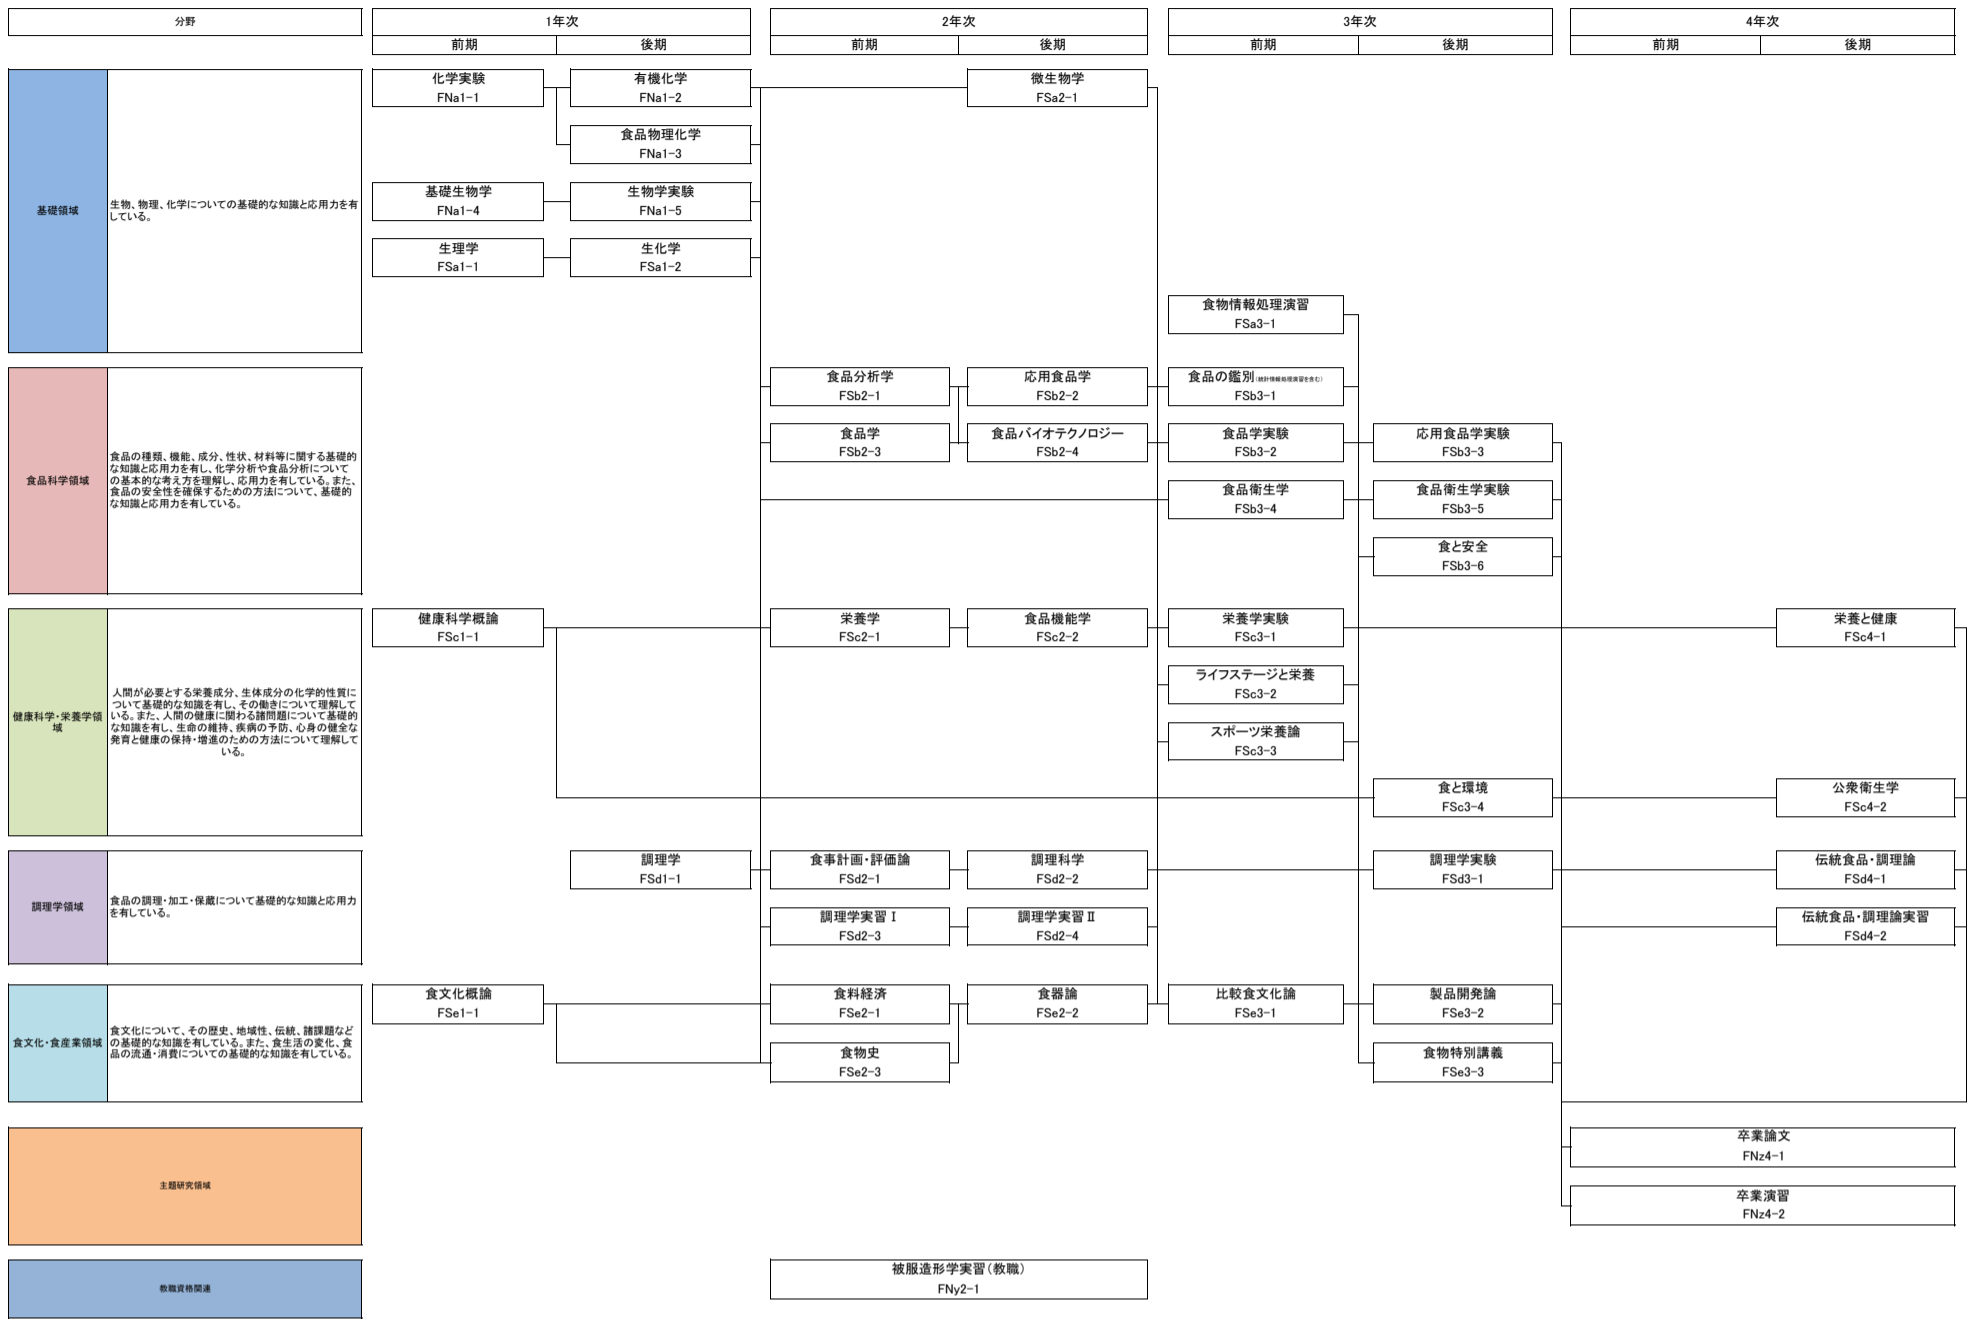 分野
1年次
2年次
3年次
4年次
前期
後期
前期
後期
前期
後期
前期
後期
基礎領域
生物、物理、化学についての基礎的な知識と応用力を有
している。
化学実験
FNa1-1
有機化学
FNa1-2
微生物学
FSa2-1
食品物理化学
FNa1-3
基礎生物学
FNa1-4
生物学実験
FNa1-5
生理学
FSa1-1
生化学
FSa1-2
食物情報処理演習
FSa3-1
食品科学領域
食品の種類、機能、成分、性状、材料等に関する基礎的
な知識と応用力を有し、化学分析や食品分析について
の基本的な考え方を理解し、応用力を有している。また、
食品の安全性を確保するための方法について、基礎的
な知識と応用力を有している。
食品分析学
FSb2-1
応用食品学
FSb2-2
食品の鑑別(統計情報処理演習を含む)
FSb3-1
食品学
FSb2-3
食品バイオテクノロジー
FSb2-4
食品学実験
FSb3-2
応用食品学実験
FSb3-3
食品衛生学
FSb3-4
食品衛生学実験
FSb3-5
食と安全
FSb3-6
健康科学・栄養学領
域
人間が必要とする栄養成分、生体成分の化学的性質に
ついて基礎的な知識を有し、その働きについて理解して
いる。また、人間の健康に関わる諸問題について基礎的
な知識を有し、生命の維持、疾病の予防、心身の健全な
発育と健康の保持・増進のための方法について理解して
いる。
健康科学概論
FSc1-1
栄養学
FSc2-1
食品機能学
FSc2-2
栄養学実験
FSc3-1
栄養と健康
FSc4-1
ライフステージと栄養
FSc3-2
スポーツ栄養論
FSc3-3
食と環境
FSc3-4
公衆衛生学
FSc4-2
調理学領域
食品の調理・加工・保蔵について基礎的な知識と応用力
を有している。
調理学
FSd1-1
食事計画・評価論
FSd2-1
調理科学
FSd2-2
調理学実験
FSd3-1
伝統食品・調理論
FSd4-1
調理学実習Ⅰ
FSd2-3
調理学実習Ⅱ
FSd2-4
伝統食品・調理論実習
FSd4-2
食文化・食産業領域
食文化について、その歴史、地域性、伝統、諸課題など
の基礎的な知識を有している。また、食生活の変化、食
品の流通・消費についての基礎的な知識を有している。
食文化概論
FSe1-1
食料経済
FSe2-1
食器論
FSe2-2
比較食文化論
FSe3-1
製品開発論
FSe3-2
食物史
FSe2-3
食物特別講義
FSe3-3
主題研究領域
卒業論文
FNz4-1
卒業演習
FNz4-2
教職資格関連
被服造形学実習(教職)
FNy2-1